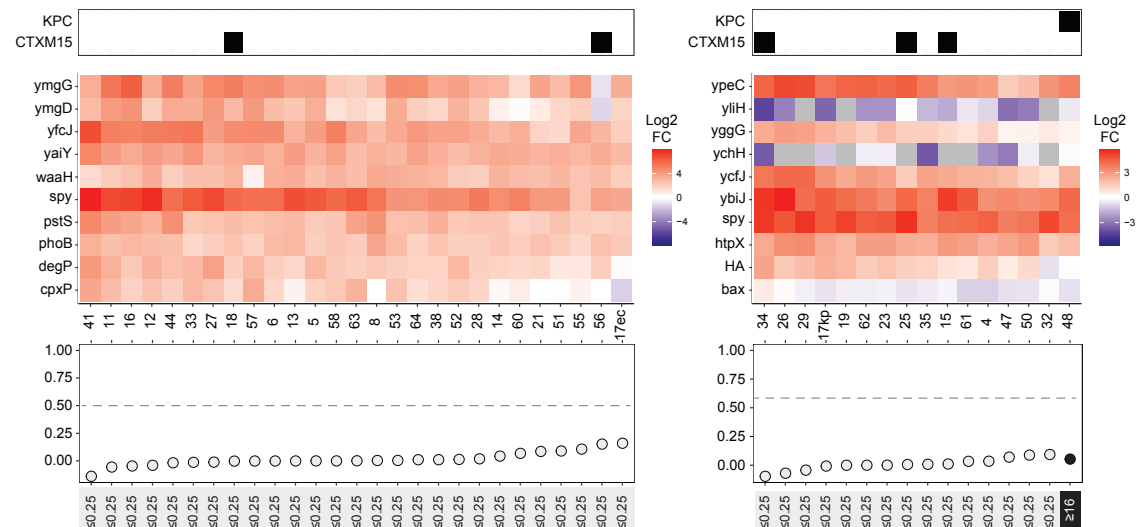 KPC
CTXM15
ymgG
ymgD
yfcJ
yaiY
waaH
spy
pstS
phoB
degP
cpxP
Log2
FC
4
0
−4
41 11 16 12 44 33 27 18 57 6 13 5 58 63 8 53 64 38 52 28 14 60 21 51 55 56 17ec
1.00
0.50
0.25
0.00
≤0.25 ≤0.25 ≤0.25 ≤0.25 ≤0.25 ≤0.25 ≤0.25 ≤0.25 ≤0.25 ≤0.25 ≤0.25 ≤0.25 ≤0.25 ≤0.25 ≤0.25 ≤0.25 ≤0.25 ≤0.25 ≤0.25 ≤0.25 ≤0.25 ≤0.25 ≤0.25 ≤0.25 ≤0.25 ≤0.25 ≤0.25
KPC
CTXM15
ypeC
yliH
yggG
ychH
ycfJ
ybiJ
spy
htpX
HA
bax
Log2
FC
3
0
−3
34 26 29 17kp 19 62 23 25 35 15 61 4 47 50 32 48
1.00
0.50
0.25
0.00
≤0.25 ≤0.25 ≤0.25 ≤0.25 ≤0.25 ≤0.25 ≤0.25 ≤0.25 ≤0.25 ≤0.25 ≤0.25 ≤0.25 ≤0.25 ≤0.25 ≤0.25 ≥16